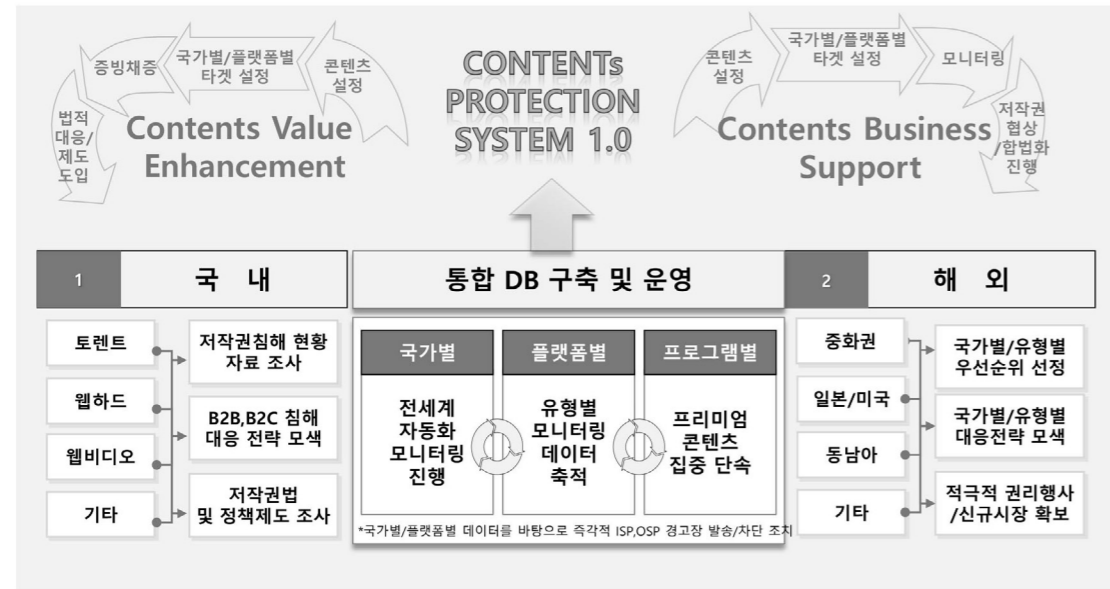 증빙채증
국가별/플랫폼별
타겟 설정
콘텐츠
설정
법적
대응/
제도
도입
Contents Value
Enhancement
CONTENTs
PROTECTION
SYSTEM 1.0
콘텐츠
설정
국가별/플랫폼별
타겟 설정
모니터링
저작권
협상
/합법화
진행
Contents Business
Support
1
국 내
통합 DB 구축 및 운영
2
해 외
토렌트
웹하드
웹비디오
기타
저작권침해 현황
자료 조사
B2B,B2C 침해
대응 전략 모색
저작권법
및 정책제도 조사
국가별
전세계
자동화
모니터링
진행
플랫폼별
유형별
모니터링
데이터
축적
프로그램별
프리미엄
콘텐츠
집중 단속
*국가별/플랫폼별 데이터를 바탕으로 즉각적 ISP,OSP 경고장 발송/차단 조치
중화권
일본/미국
동남아
기타
국가별/유형별
우선순위 선정
국가별/유형별
대응전략 모색
적극적 권리행사
/신규시장 확보